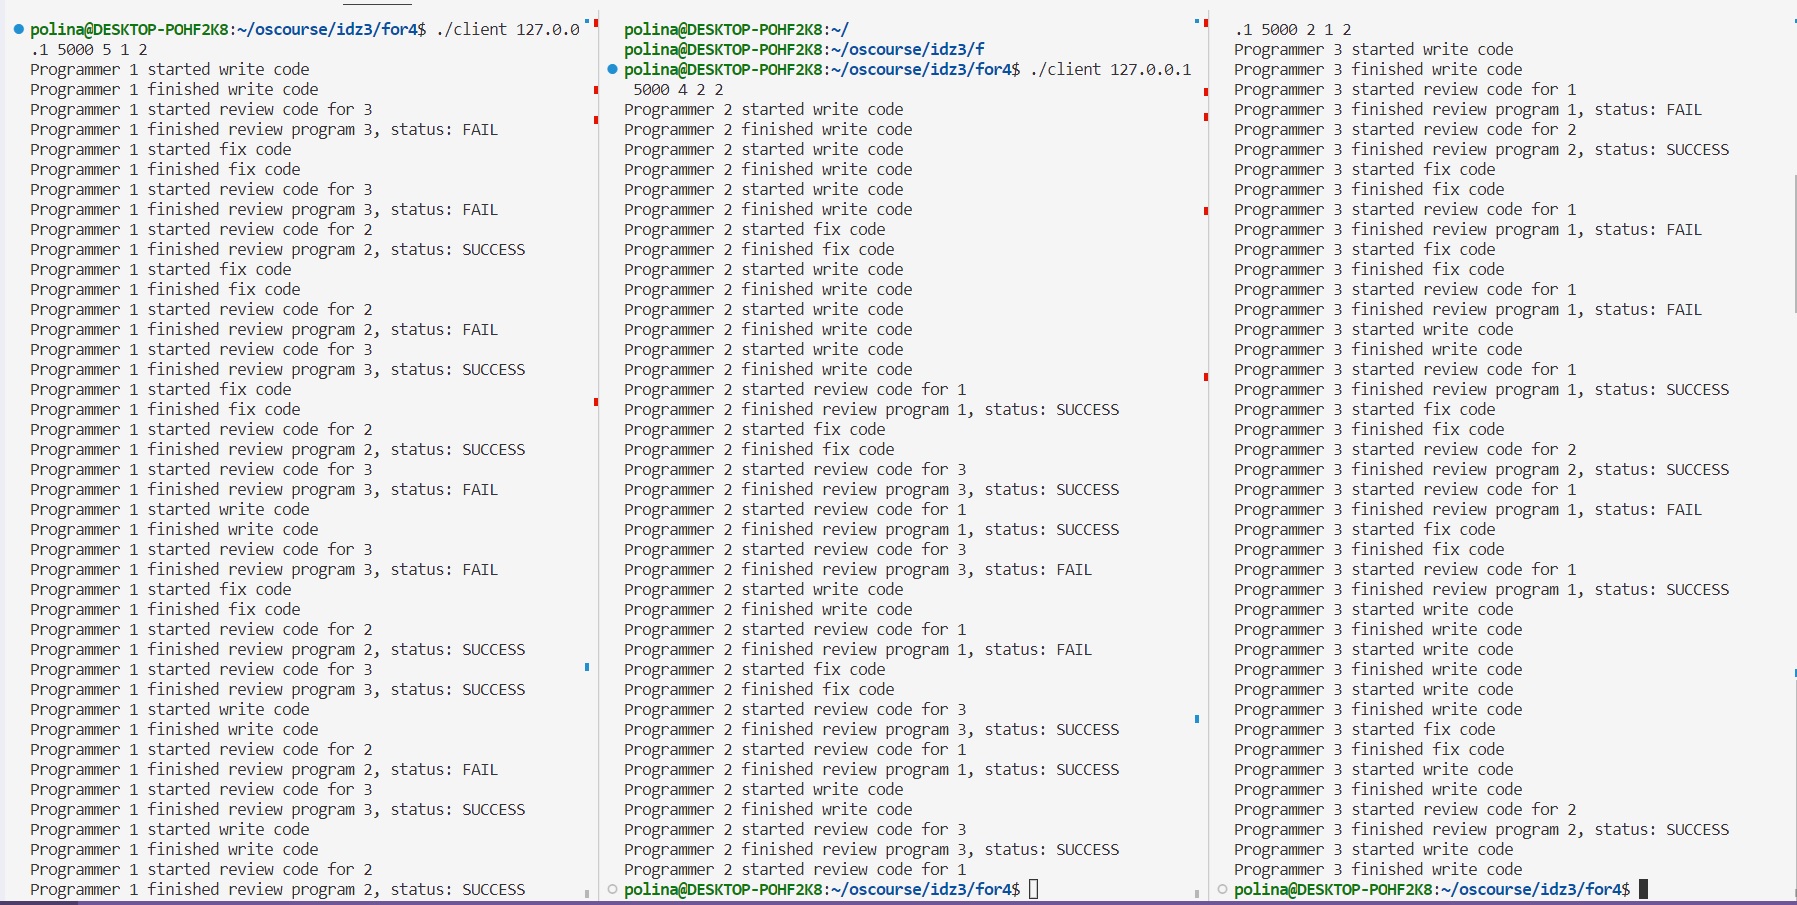 polina@DESKTOP-POHF2K8:~/oscourse/idz3/for4$ ./client 127.0.0
.1 5000 5 1 2
Programmer 1 started write code
Programmer 1 finished write code
Programmer 1 started review code for 3
Programmer 1 finished review program 3, status: FAIL
Programmer 1 started fix code
Programmer 1 finished fix code
Programmer 1 started review code for 3
Programmer 1 finished review program 3, status: FAIL
Programmer 1 started review code for 2
Programmer 1 finished review program 2, status: SUCCESS
Programmer 1 started fix code
Programmer 1 finished fix code
Programmer 1 started review code for 2
Programmer 1 finished review program 2, status: FAIL
Programmer 1 started review code for 3
Programmer 1 finished review program 3, status: SUCCESS
Programmer 1 started fix code
Programmer 1 finished fix code
Programmer 1 started review code for 2
Programmer 1 finished review program 2, status: SUCCESS
Programmer 1 started review code for 3
Programmer 1 finished review program 3, status: FAIL
Programmer 1 started write code
Programmer 1 finished write code
Programmer 1 started review code for 3
Programmer 1 finished review program 3, status: FAIL
Programmer 1 started fix code
Programmer 1 finished fix code
Programmer 1 started review code for 2
Programmer 1 finished review program 2, status: SUCCESS
Programmer 1 started review code for 3
Programmer 1 finished review program 3, status: SUCCESS
Programmer 1 started write code
Programmer 1 finished write code
Programmer 1 started review code for 2
Programmer 1 finished review program 2, status: FAIL
Programmer 1 started review code for 3
Programmer 1 finished review program 3, status: SUCCESS
Programmer 1 started write code
Programmer 1 finished write code
Programmer 1 started review code for 2
Programmer 1 finished review program 2, status: SUCCESS
polina@DESKTOP-POHF2K8:~/
polina@DESKTOP-POHF2K8:~/oscourse/idz3/f
polina@DESKTOP-POHF2K8:~/oscourse/idz3/for4$ ./client 127.0.0.1
5000 4 2 2
Programmer 2 started write code
Programmer 2 finished write code
Programmer 2 started write code
Programmer 2 finished write code
Programmer 2 started write code
Programmer 2 finished write code
Programmer 2 started fix code
Programmer 2 finished fix code
Programmer 2 started write code
Programmer 2 finished write code
Programmer 2 started write code
Programmer 2 finished write code
Programmer 2 started write code
Programmer 2 finished write code
Programmer 2 started review code for 1
Programmer 2 finished review program 1, status: SUCCESS
Programmer 2 started fix code
Programmer 2 finished fix code
Programmer 2 started review code for 3
Programmer 2 finished review program 3, status: SUCCESS
Programmer 2 started review code for 1
Programmer 2 finished review program 1, status: SUCCESS
Programmer 2 started review code for 3
Programmer 2 finished review program 3, status: FAIL
Programmer 2 started write code
Programmer 2 finished write code
Programmer 2 started review code for 1
Programmer 2 finished review program 1, status: FAIL
Programmer 2 started fix code
Programmer 2 finished fix code
Programmer 2 started review code for 3
Programmer 2 finished review program 3, status: SUCCESS
Programmer 2 started review code for 1
Programmer 2 finished review program 1, status: SUCCESS
Programmer 2 started write code
Programmer 2 finished write code
Programmer 2 started review code for 3
Programmer 2 finished review program 3, status: SUCCESS
Programmer 2 started review code for 1
polina@DESKTOP-POHF2K8:~/oscourse/idz3/for4$
.1 5000 2 1 2
Programmer 3 started write code
Programmer 3 finished write code
Programmer 3 started review code for 1
Programmer 3 finished review program 1, status: FAIL
Programmer 3 started review code for 2
Programmer 3 finished review program 2, status: SUCCESS
Programmer 3 started fix code
Programmer 3 finished fix code
Programmer 3 started review code for 1
Programmer 3 finished review program 1, status: FAIL
Programmer 3 started fix code
Programmer 3 finished fix code
Programmer 3 started review code for 1
Programmer 3 finished review program 1, status: FAIL
Programmer 3 started write code
Programmer 3 finished write code
Programmer 3 started review code for 1
Programmer 3 finished review program 1, status: SUCCESS
Programmer 3 started fix code
Programmer 3 finished fix code
Programmer 3 started review code for 2
Programmer 3 finished review program 2, status: SUCCESS
Programmer 3 started review code for 1
Programmer 3 finished review program 1, status: FAIL
Programmer 3 started fix code
Programmer 3 finished fix code
Programmer 3 started review code for 1
Programmer 3 finished review program 1, status: SUCCESS
Programmer 3 started write code
Programmer 3 finished write code
Programmer 3 started write code
Programmer 3 finished write code
Programmer 3 started write code
Programmer 3 finished write code
Programmer 3 started fix code
Programmer 3 finished fix code
Programmer 3 started write code
Programmer 3 finished write code
Programmer 3 started review code for 2
Programmer 3 finished review program 2, status: SUCCESS
Programmer 3 started write code
Programmer 3 finished write code
polina@DESKTOP-POHF2K8:~/oscourse/idz3/for4$